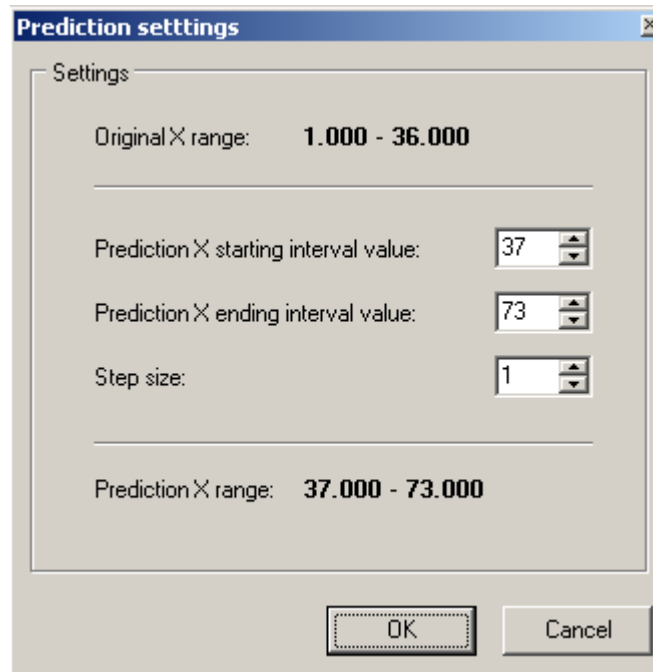 Prediction setttings
Settings
Original X range: 1.000 - 36.000
Prediction X starting interval value: 37
Prediction X ending interval value: 73
Step size: 1
Prediction X range: 37.000 - 73.000
OK Cancel